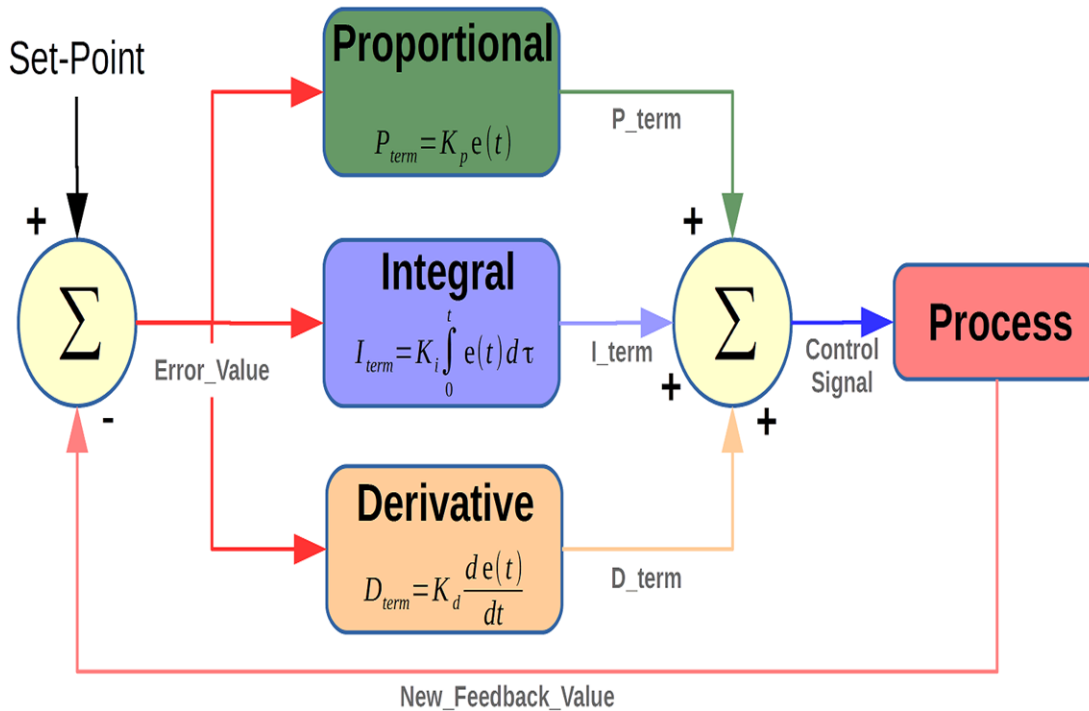 Set-Point
+
∑
-
Error_Value
Proportional
P_term=K_p e(t)
P_term
Integral
I_term=K_i∫_0^t e(t)dτ
I_term
Derivative
D_term=K_d de(t)/dt
D_term
+
∑
+
+
Control
Signal
Process
New_Feedback_Value